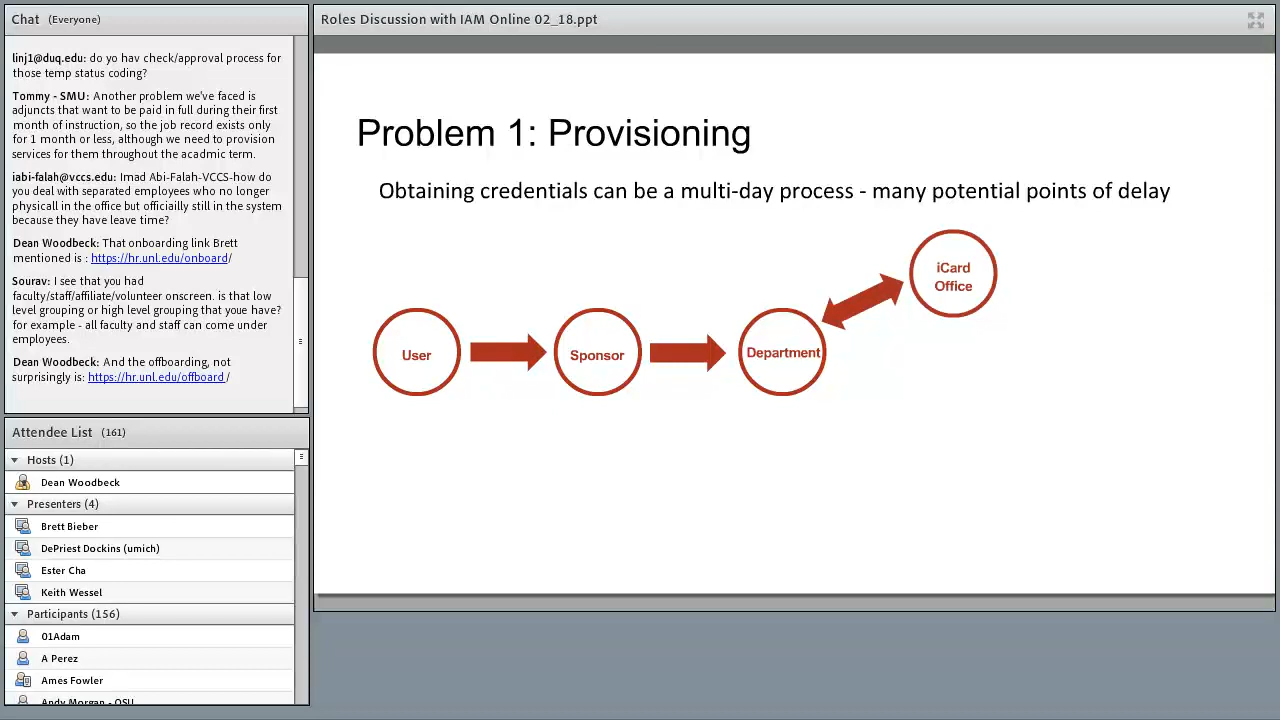 Chat (Everyone)
linj1@duq.edu: do yo hav check/approval process for
those temp status coding?
Tommy - SMU: Another problem we've faced is
adjuncts that want to be paid in full during their first
month of instruction, so the job record exists only
for 1 month or less, although we need to provision
services for them throughout the acadmic term.
iabi-falah@vccs.edu: Imad Abi-Falah-VCCS-how do
you deal with separated employees who no longer
physicall in the office but officiailly still in the system
because they have leave time?
Dean Woodbeck: That onboarding link Brett
mentioned is : https://hr.unl.edu/onboard/
Sourav: I see that you had
faculty/staff/affiliate/volunteer onscreen. is that low
level grouping or high level grouping that youe have?
for example - all faculty and staff can come under
employees.
Dean Woodbeck: And the offboarding, not
surprisingly is: https://hr.unl.edu/offboard /
Attendee List (161)
Hosts (1)
Dean Woodbeck
Presenters (4)
Brett Bieber
DePriest Dockins (umich)
Ester Cha
Keith Wessel
Participants (156)
01Adam
A Perez
Ames Fowler
Andy Morgan - OSU
Roles Discussion with IAM Online 02_18.ppt
Problem 1: Provisioning
Obtaining credentials can be a multi-day process - many potential points of delay
User
Sponsor
Department
iCard
Office